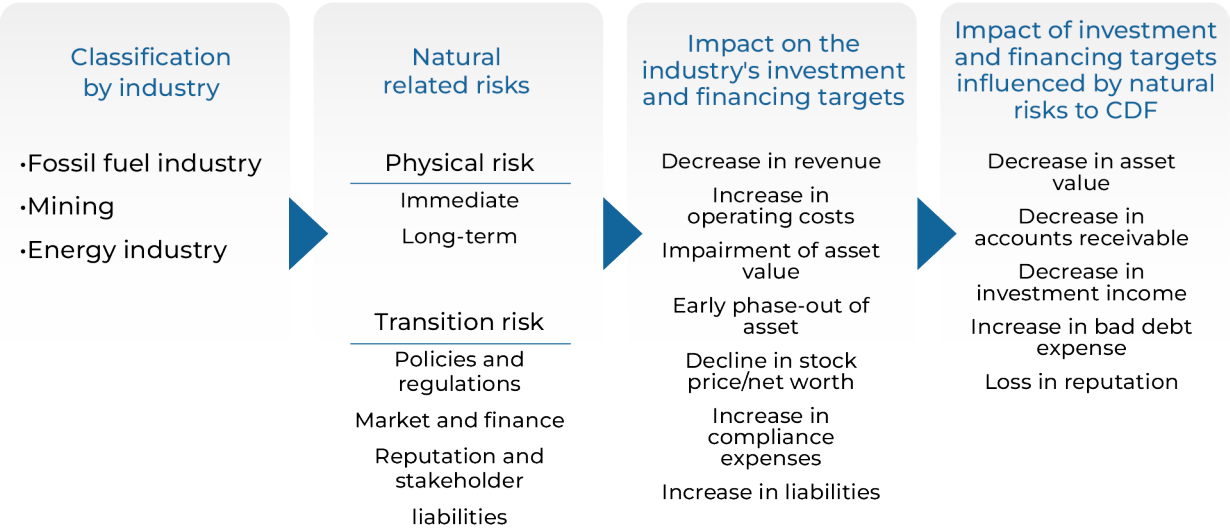 Classification
by industry
•Fossil fuel industry
•Mining
•Energy industry
Natural
related risks
Physical risk
Immediate
Long-term
Transition risk
Policies and
regulations
Market and finance
Reputation and
stakeholder
liabilities
Impact on the
industry's investment
and financing targets
Decrease in revenue
Increase in
operating costs
Impairment of asset
value
Early phase-out of
asset
Decline in stock
price/net worth
Increase in
compliance
expenses
Increase in liabilities
Impact of investment
and financing targets
influenced by natural
risks to CDF
Decrease in asset
value
Decrease in
accounts receivable
Decrease in
investment income
Increase in bad debt
expense
Loss in reputation